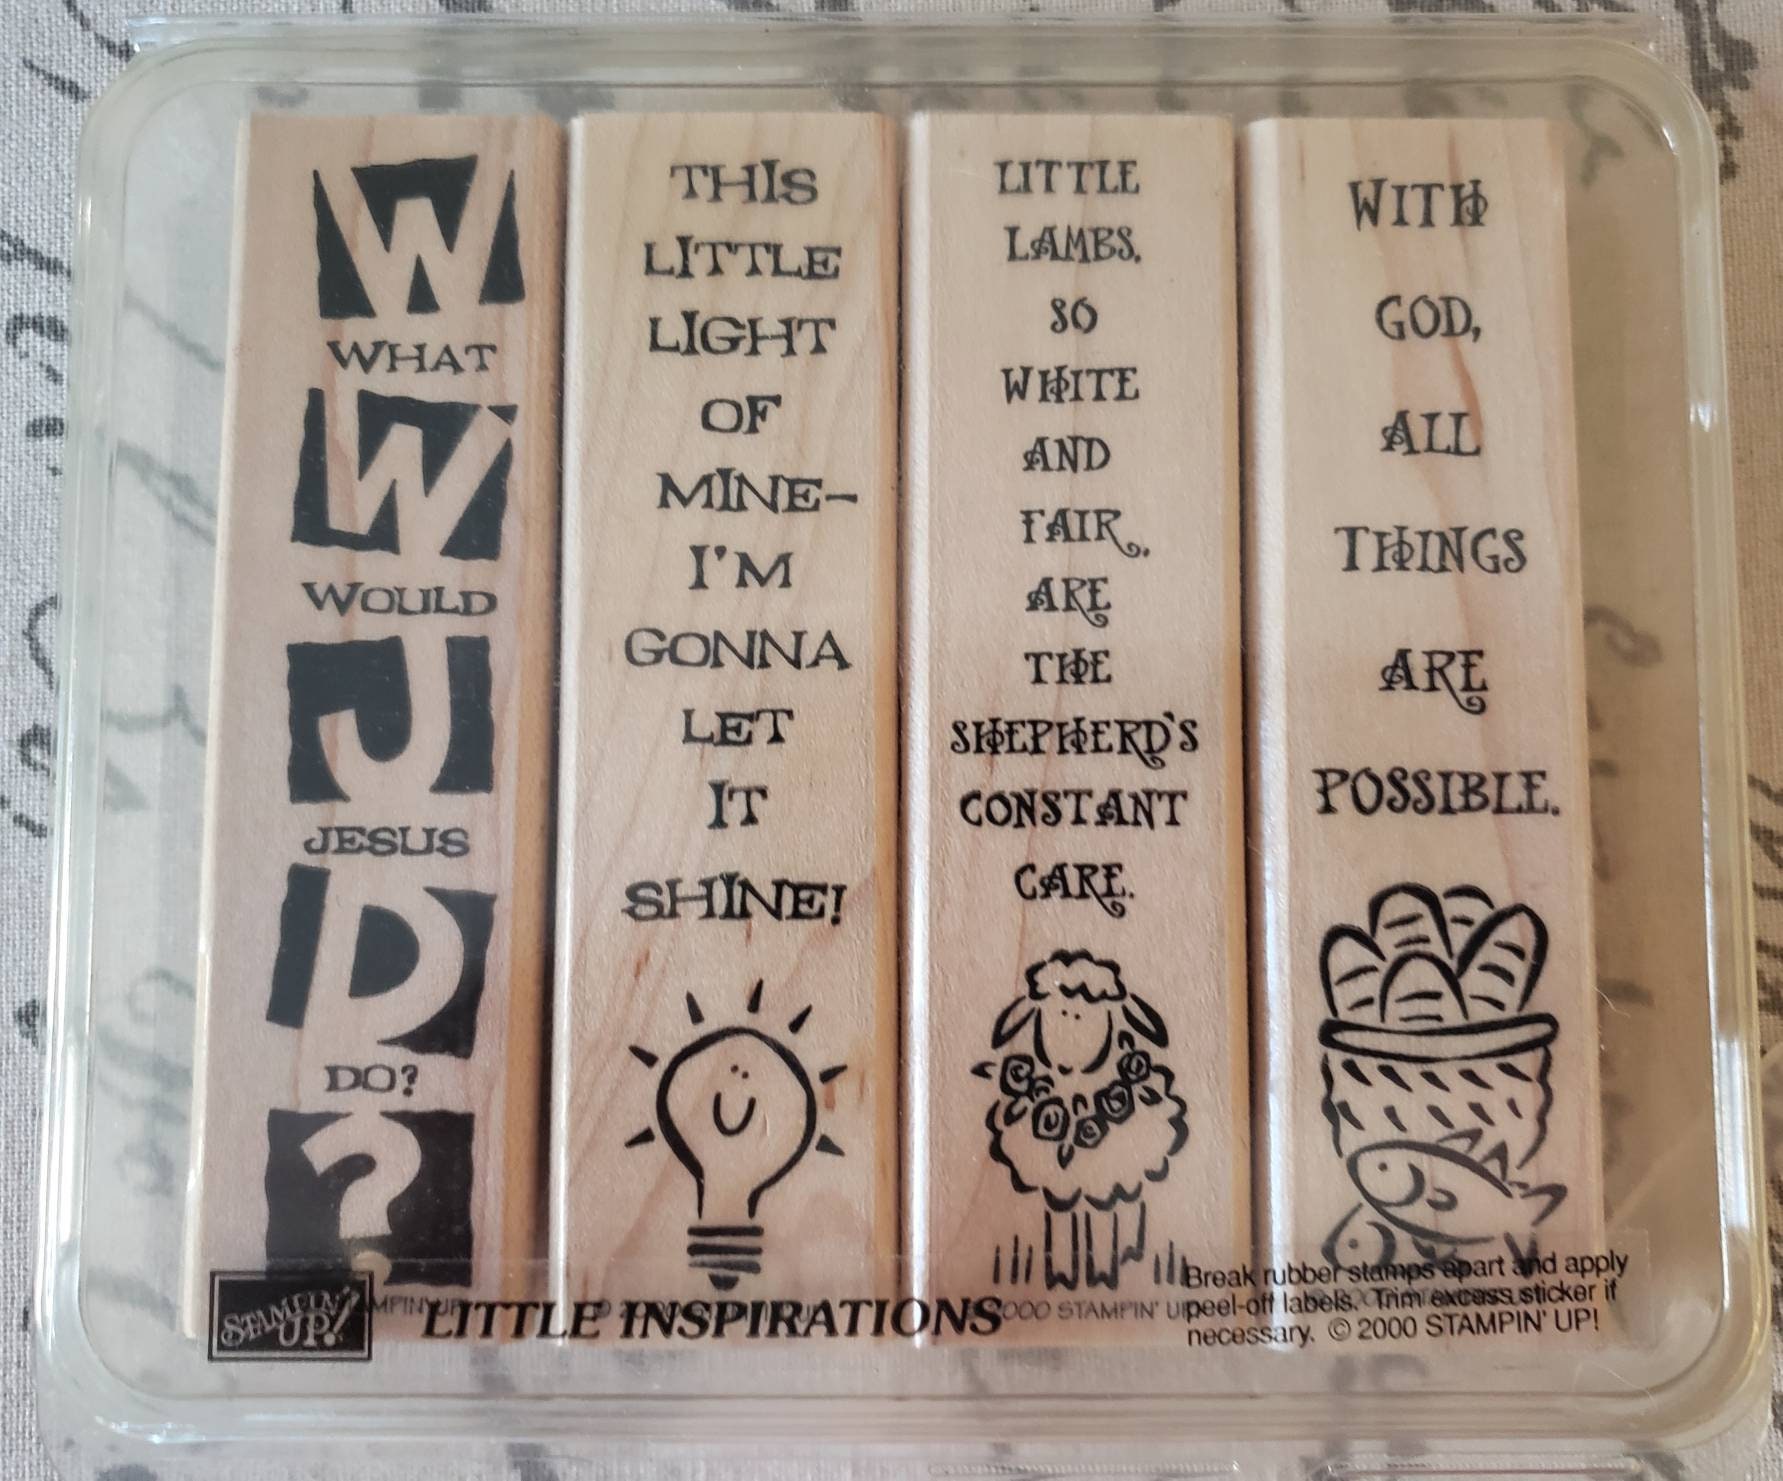 W
WHAT
W
WOULD
J
JESUS
D
DO?
?
THIS
LITTLE
LIGHT
OF
MINE-
I'M
GONNA
LET
IT
SHINE!
LITTLE
LAMBS,
SO
WHITE
AND
FAIR,
ARE
THE
SHEPHERD'S
CONSTANT
CARE.
WITH
GOD,
ALL
THINGS
ARE
POSSIBLE.
STAMPIN' UP!
LITTLE INSPIRATIONS
Break rubber stamps apart and apply
peel-off labels. Trim excess sticker if
necessary. © 2000 STAMPIN' UP!